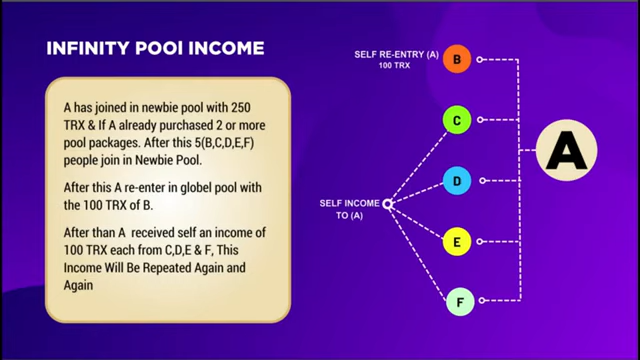 INFINITY POOI INCOME
A has joined in newbie pool with 250
TRX & If A already purchased 2 or more
pool packages. After this 5(B,C,D,E,F)
people join in Newbie Pool.
After this A re-enter in globel pool with
the 100 TRX of B.
After than A received self an income of
100 TRX each from C,D,E & F, This
Income Will Be Repeated Again and
Again
SELF RE-ENTRY (A)
100 TRX
B
C
D
E
F
SELF INCOME
TO (A)
A